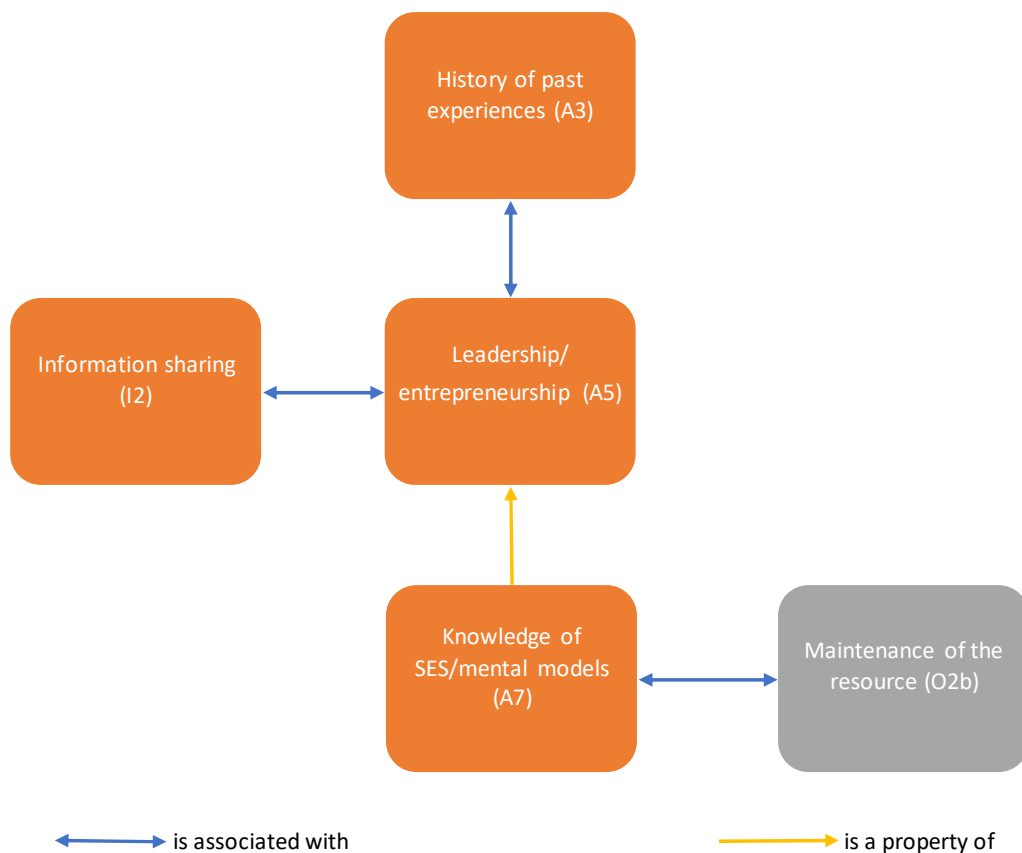 History of past
experiences (A3)
Information sharing
(I2)
Leadership/
entrepreneurship (A5)
Knowledge of
SES/mental models
(A7)
Maintenance of the
resource (O2b)
is associated with
is a property of